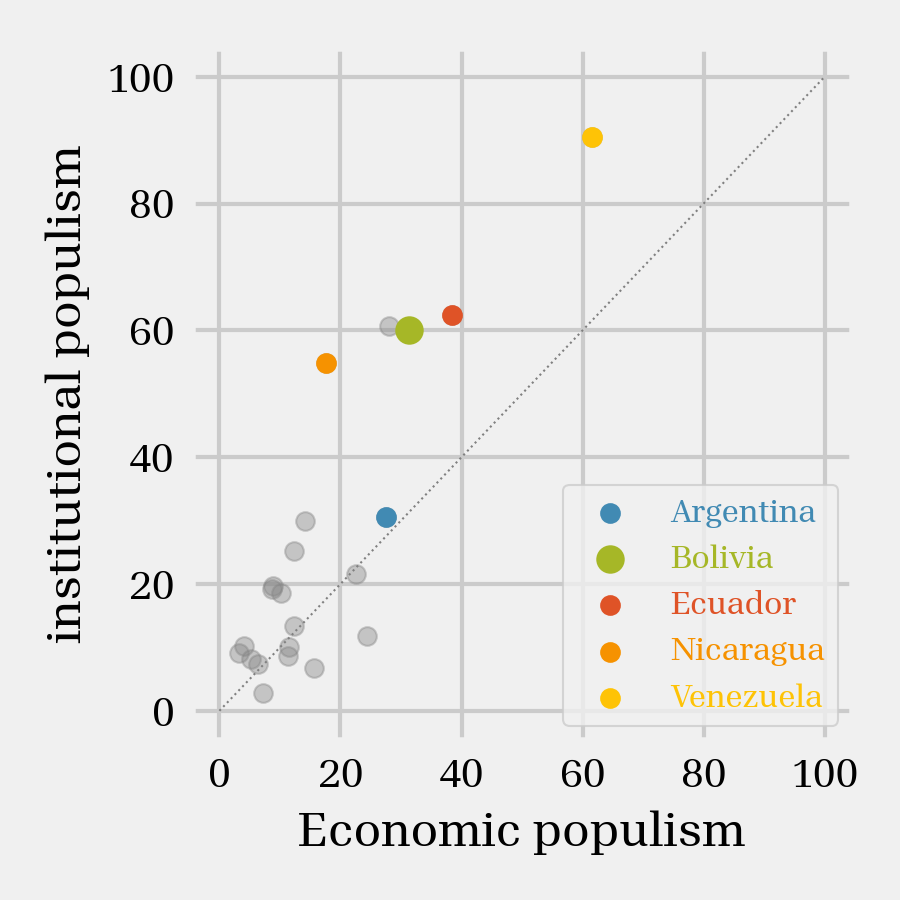 100
80
60
40
20
0
institutional populism
0 20 40 60 80 100
Economic populism
Argentina
Bolivia
Ecuador
Nicaragua
Venezuela